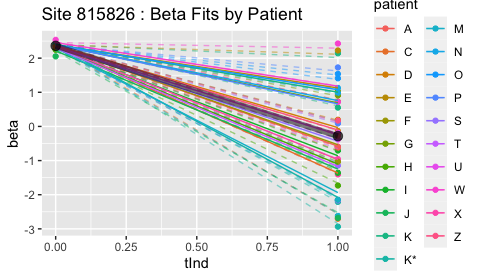 Site 815826 : Beta Fits by Patient
beta
2
1
0
-1
-2
-3
0.00 0.25 0.50 0.75 1.00
tInd
patient
A
C
D
E
F
G
H
I
J
K
K*
M
N
O
P
S
T
U
W
X
Z